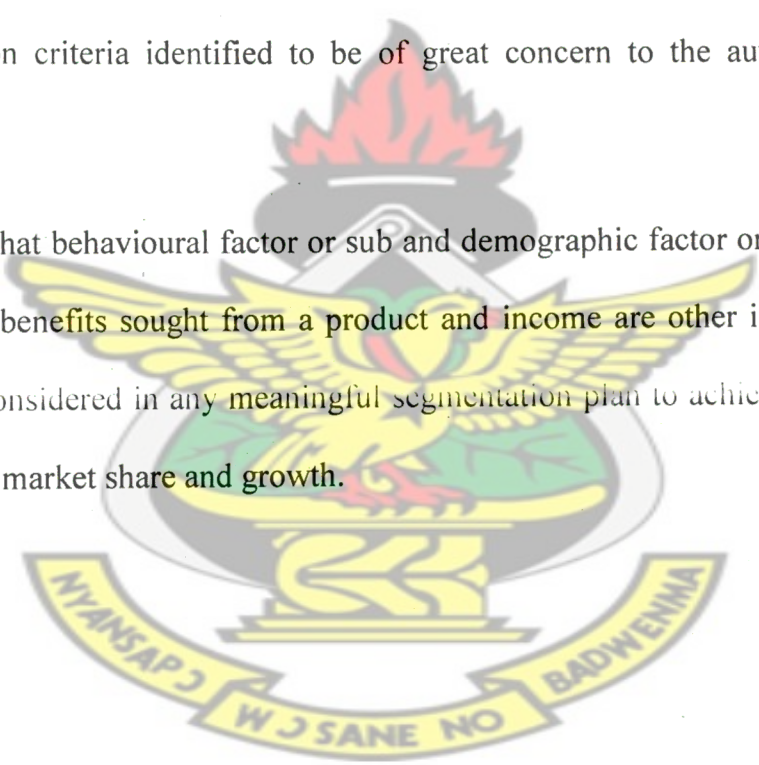 n criteria identified to be of great concern to the au
hat behavioural factor or sub and demographic factor or
benefits sought from a product and income are other i
onsidered in any meaningful segmentation plan to achie
market share and growth.
NYANSAPƆ
WƆSANE NO
BADWENMA